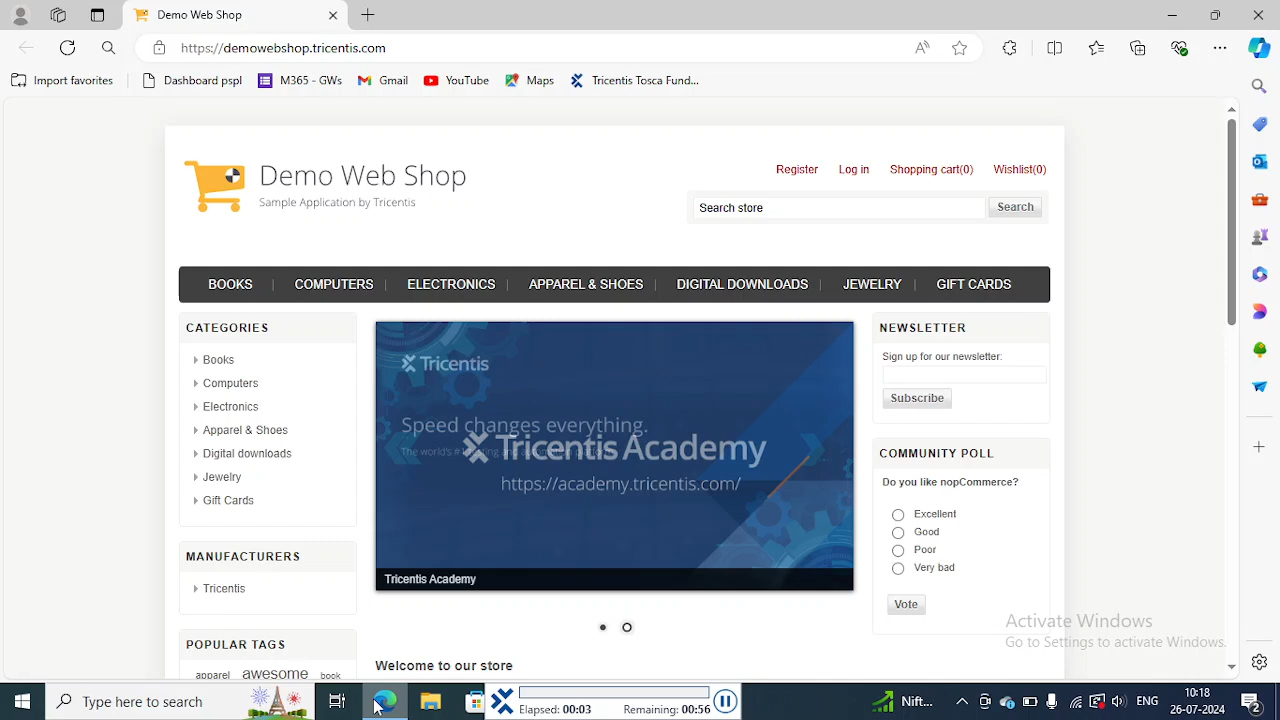 Demo Web Shop
https://demowebshop.tricentis.com
Import favorites
Dashboard pspl
M365 - GWs
Gmail
YouTube
Maps
Tricentis Tosca Fund...
Demo Web Shop
Sample Application by Tricentis
Register
Log in
Shopping cart(0)
Wishlist(0)
Search store
Search
BOOKS
COMPUTERS
ELECTRONICS
APPAREL & SHOES
DIGITAL DOWNLOADS
JEWELRY
GIFT CARDS
CATEGORIES
Books
Computers
Electronics
Apparel & Shoes
Digital downloads
Jewelry
Gift Cards
MANUFACTURERS
Tricentis
POPULAR TAGS
apparel awesome book
Tricentis
Speed changes everything.
Tricentis Academy
https://academy.tricentis.com/
Tricentis Academy
Welcome to our store
NEWSLETTER
Sign up for our newsletter:
Subscribe
COMMUNITY POLL
Do you like nopCommerce?
Excellent
Good
Poor
Very bad
Vote
Activate Windows
Go to Settings to activate Windows.
Type here to search
Elapsed: 00:03
Remaining: 00:56
Nift...
ENG
10:18
26-07-2024
2